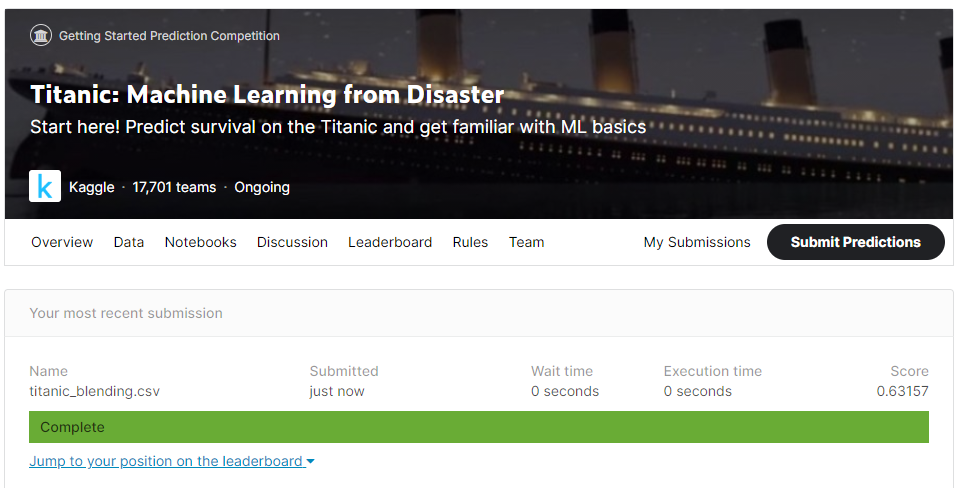 Getting Started Prediction Competition
Titanic: Machine Learning from Disaster
Start here! Predict survival on the Titanic and get familiar with ML basics
k Kaggle · 17,701 teams · Ongoing
Overview Data Notebooks Discussion Leaderboard Rules Team My Submissions Submit Predictions
Your most recent submission
Name Submitted Wait time Execution time Score
titanic_blending.csv just now 0 seconds 0 seconds 0.63157
Complete
Jump to your position on the leaderboard